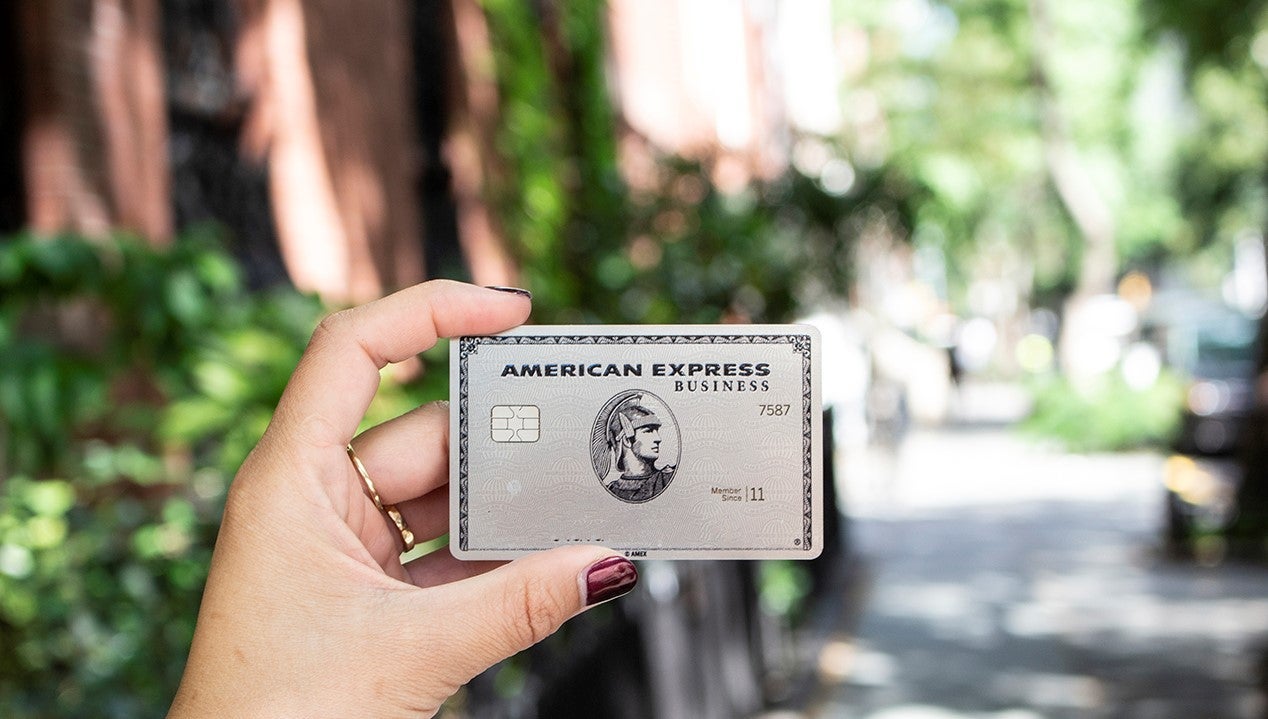 AMERICAN EXPRESS
BUSINESS
7587
Member
Since 11
® 
© AMEX